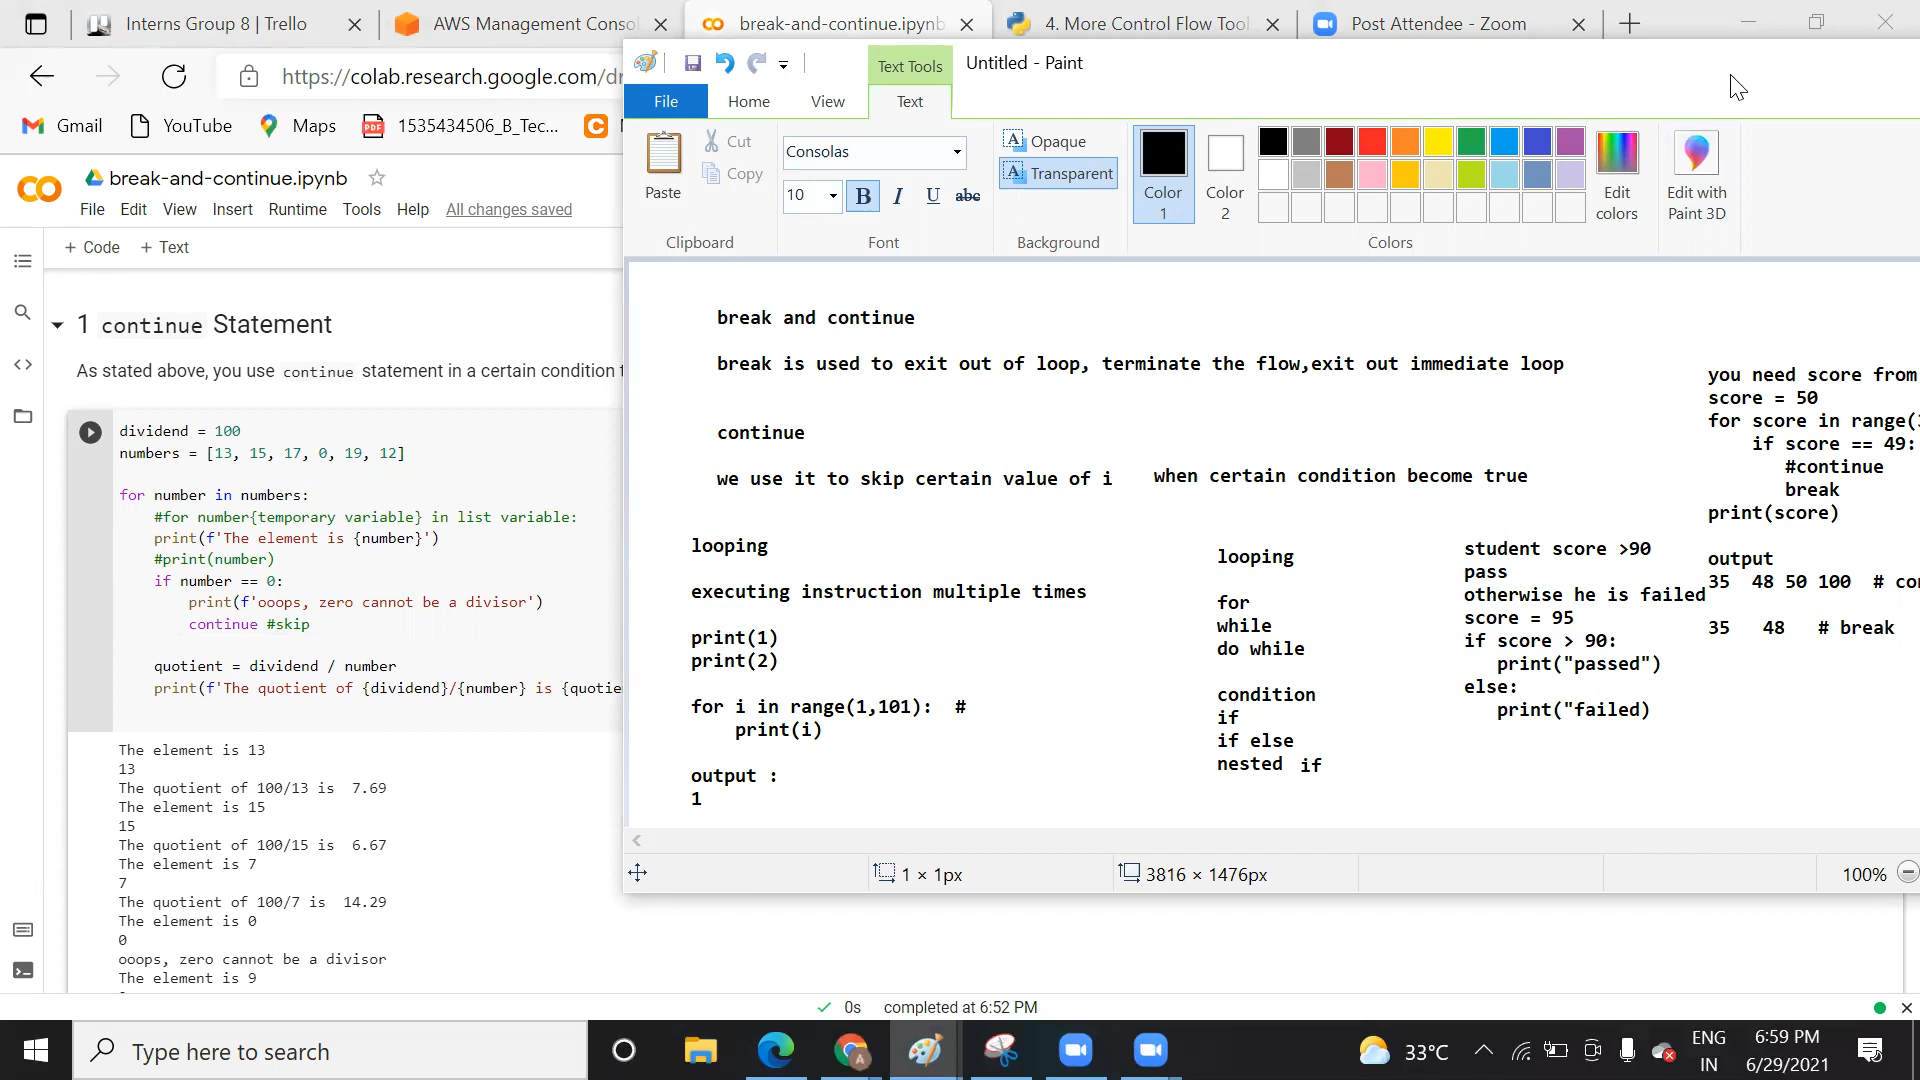 Interns Group 8 | Trello
AWS Management Consol
break-and-continue.ipynb
4. More Control Flow Tool
Post Attendee - Zoom
https://colab.research.google.com/dr
Gmail
YouTube
Maps
1535434506_B_Tec...
break-and-continue.ipynb
File Edit View Insert Runtime Tools Help All changes saved
+ Code + Text
1 continue Statement
As stated above, you use continue statement in a certain condition t
dividend = 100
numbers = [13, 15, 17, 0, 19, 12]
for number in numbers:
#for number{temporary variable} in list variable:
print(f'The element is {number}')
#print(number)
if number == 0:
print(f'ooops, zero cannot be a divisor')
continue #skip
quotient = dividend / number
print(f'The quotient of {dividend}/{number} is {quotie
The element is 13
13
The quotient of 100/13 is 7.69
The element is 15
15
The quotient of 100/15 is 6.67
The element is 7
7
The quotient of 100/7 is 14.29
The element is 0
0
ooops, zero cannot be a divisor
The element is 9
Text Tools
Untitled - Paint
File Home View Text
Paste
Cut
Copy
Clipboard
Consolas
10 B I U abc
Font
Opaque
Transparent
Background
Color 1
Color 2
Edit colors
Edit with Paint 3D
Colors
break and continue
break is used to exit out of loop, terminate the flow,exit out immediate loop
continue
we use it to skip certain value of i
when certain condition become true
looping
executing instruction multiple times
print(1)
print(2)
for i in range(1,101): #
print(i)
output :
1
looping
for
while
do while
condition
if
if else
nested if
student score >90
pass
otherwise he is failed
score = 95
if score > 90:
print("passed")
else:
print("failed)
you need score from
score = 50
for score in range(3
if score == 49:
#continue
break
print(score)
output
35 48 50 100 # con
35 48 # break
1 × 1px
3816 × 1476px
100%
0s completed at 6:52 PM
Type here to search
33°C
ENG
IN
6:59 PM
6/29/2021